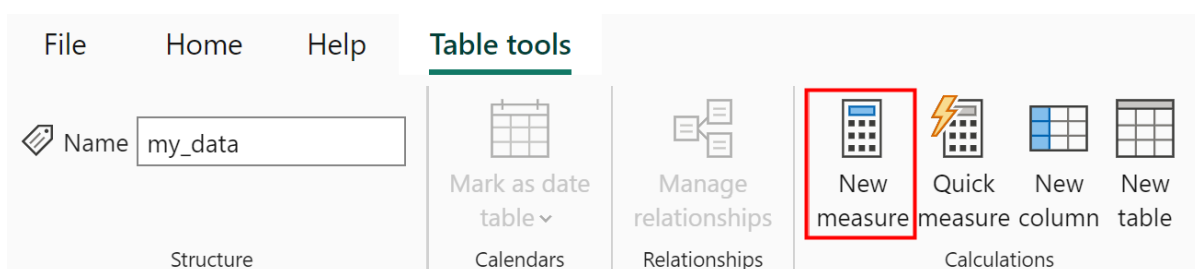 File Home Help Table tools
Name my_data
Mark as date
table
Manage
relationships
New
measure
Quick
measure
New
column
New
table
Structure Calendars Relationships Calculations